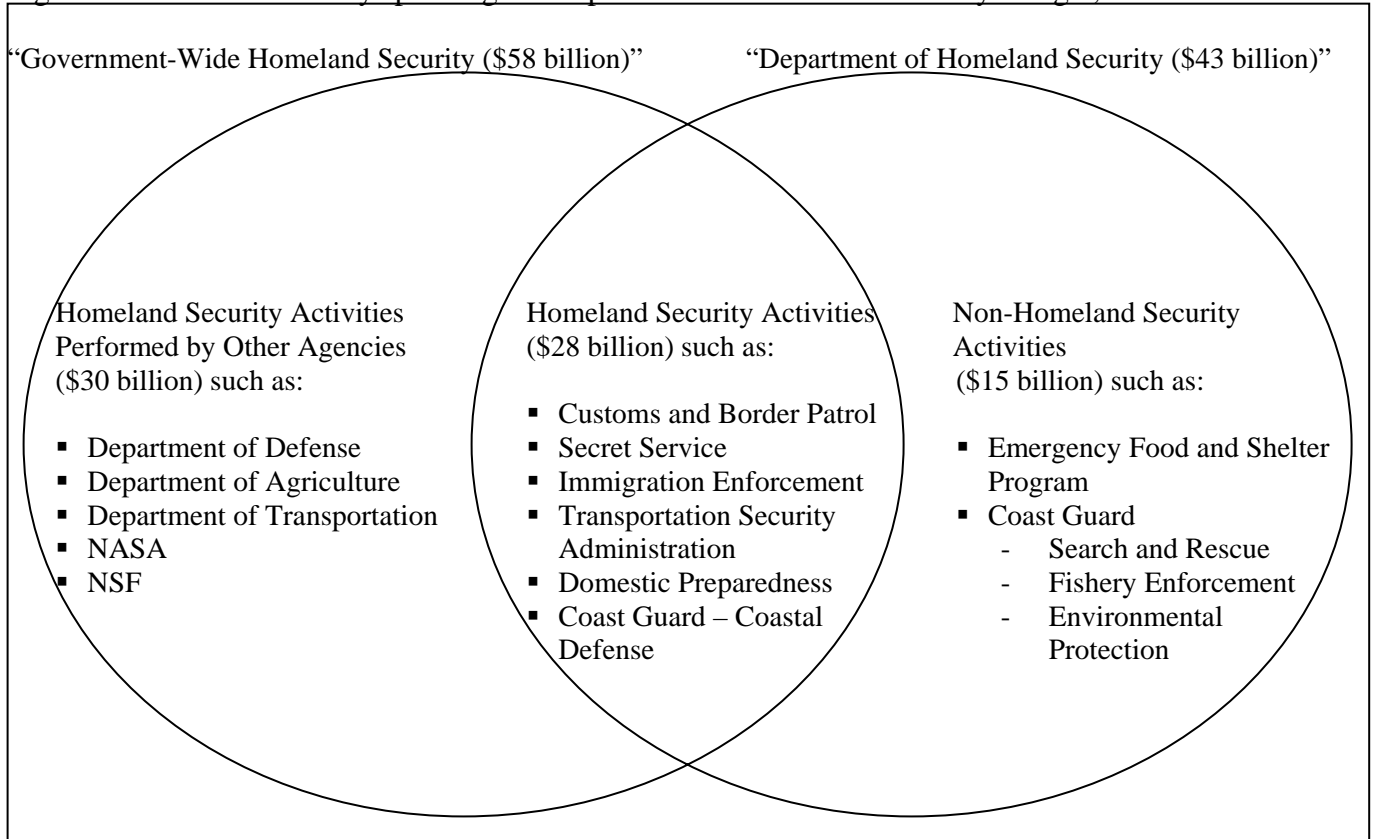 “Government-Wide Homeland Security ($58 billion)”
“Department of Homeland Security ($43 billion)”
Homeland Security Activities
Performed by Other Agencies
($30 billion) such as:
▪ Department of Defense
▪ Department of Agriculture
▪ Department of Transportation
▪ NASA
▪ NSF
Homeland Security Activities
($28 billion) such as:
▪ Customs and Border Patrol
▪ Secret Service
▪ Immigration Enforcement
▪ Transportation Security
Administration
▪ Domestic Preparedness
▪ Coast Guard – Coastal
Defense
Non-Homeland Security
Activities
($15 billion) such as:
▪ Emergency Food and Shelter
Program
▪ Coast Guard
- Search and Rescue
- Fishery Enforcement
- Environmental
Protection